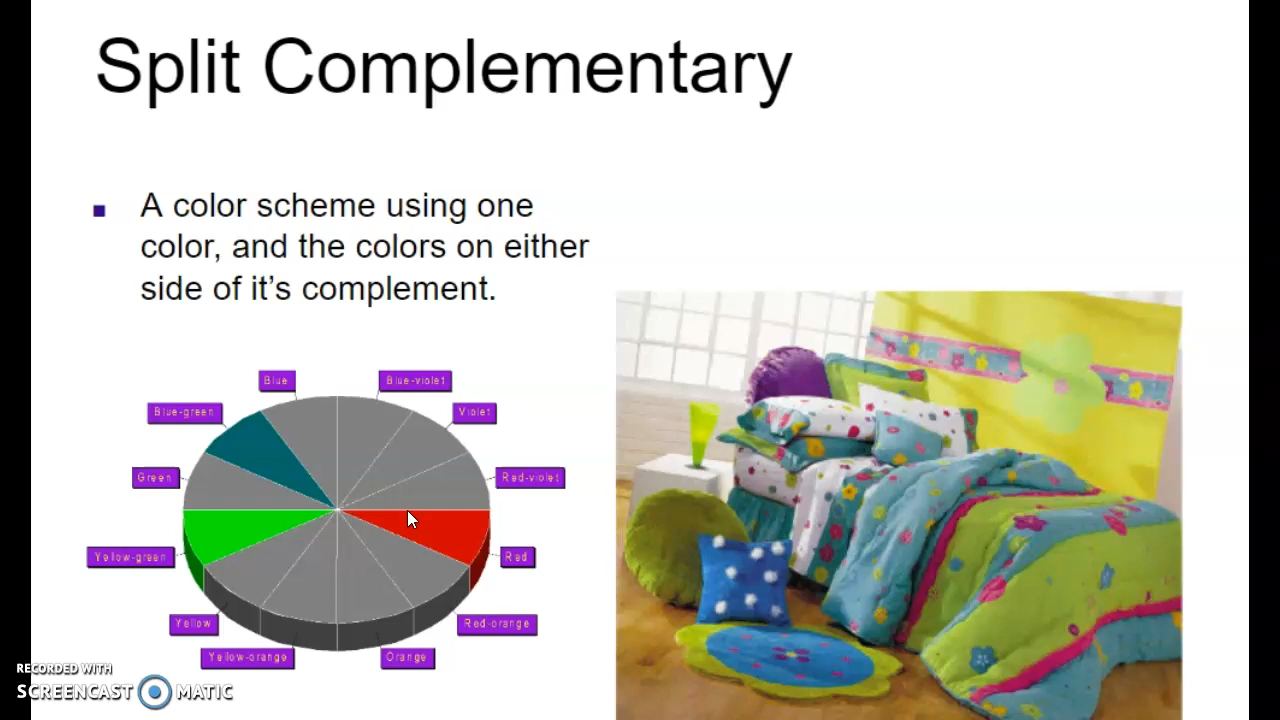 Split Complementary
A color scheme using one
color, and the colors on either
side of it’s complement.
Blue
Blue-violet
Blue-green
Violet
Green
Red-violet
Yellow-green
Red
Yellow
Red-orange
Yellow-orange
Orange
RECORDED WITH
SCREENCAST MATIC